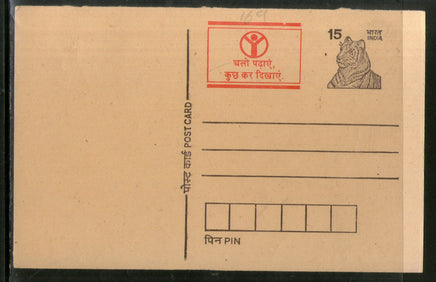 169
चलो पढ़ाएं,
कुछ कर दिखाएं.
15 भारत
INDIA
पोस्ट कार्ड POST CARD
पिन PIN